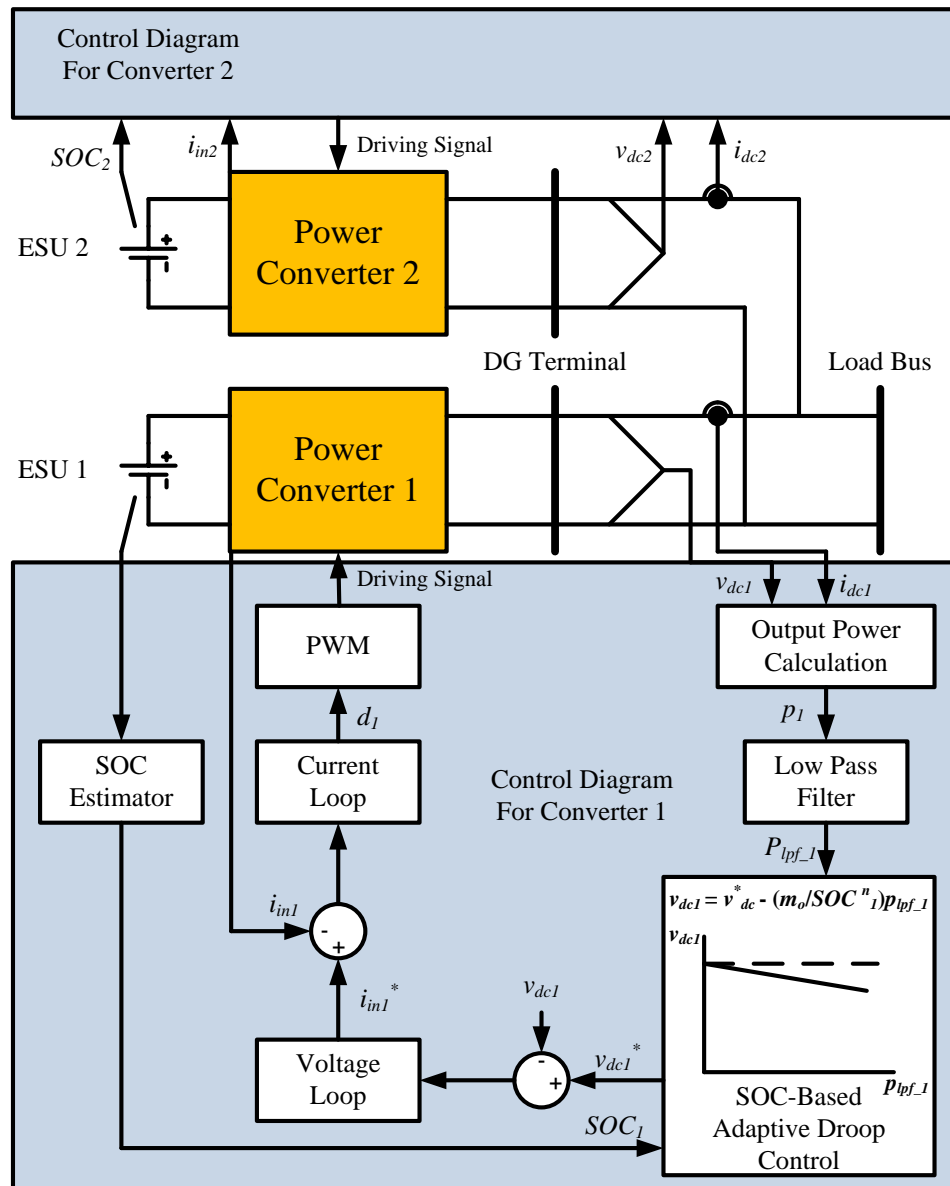 Control Diagram
For Converter 2
SOC2
iin2
Driving Signal
vdc2
idc2
ESU 2
+
-
Power
Converter 2
DG Terminal
Load Bus
ESU 1
+
-
Power
Converter 1
Driving Signal
vdc1
idc1
PWM
Output Power
Calculation
d1
p1
SOC
Estimator
Current
Loop
Control Diagram
For Converter 1
Low Pass
Filter
Plpf_1
iin1
-
+
vdc1 = v*dc - (mo/SOC n1)plpf_1
vdc1
iin1*
vdc1
-
+
vdc1*
Voltage
Loop
plpf_1
SOC-Based
Adaptive Droop
Control
SOC1